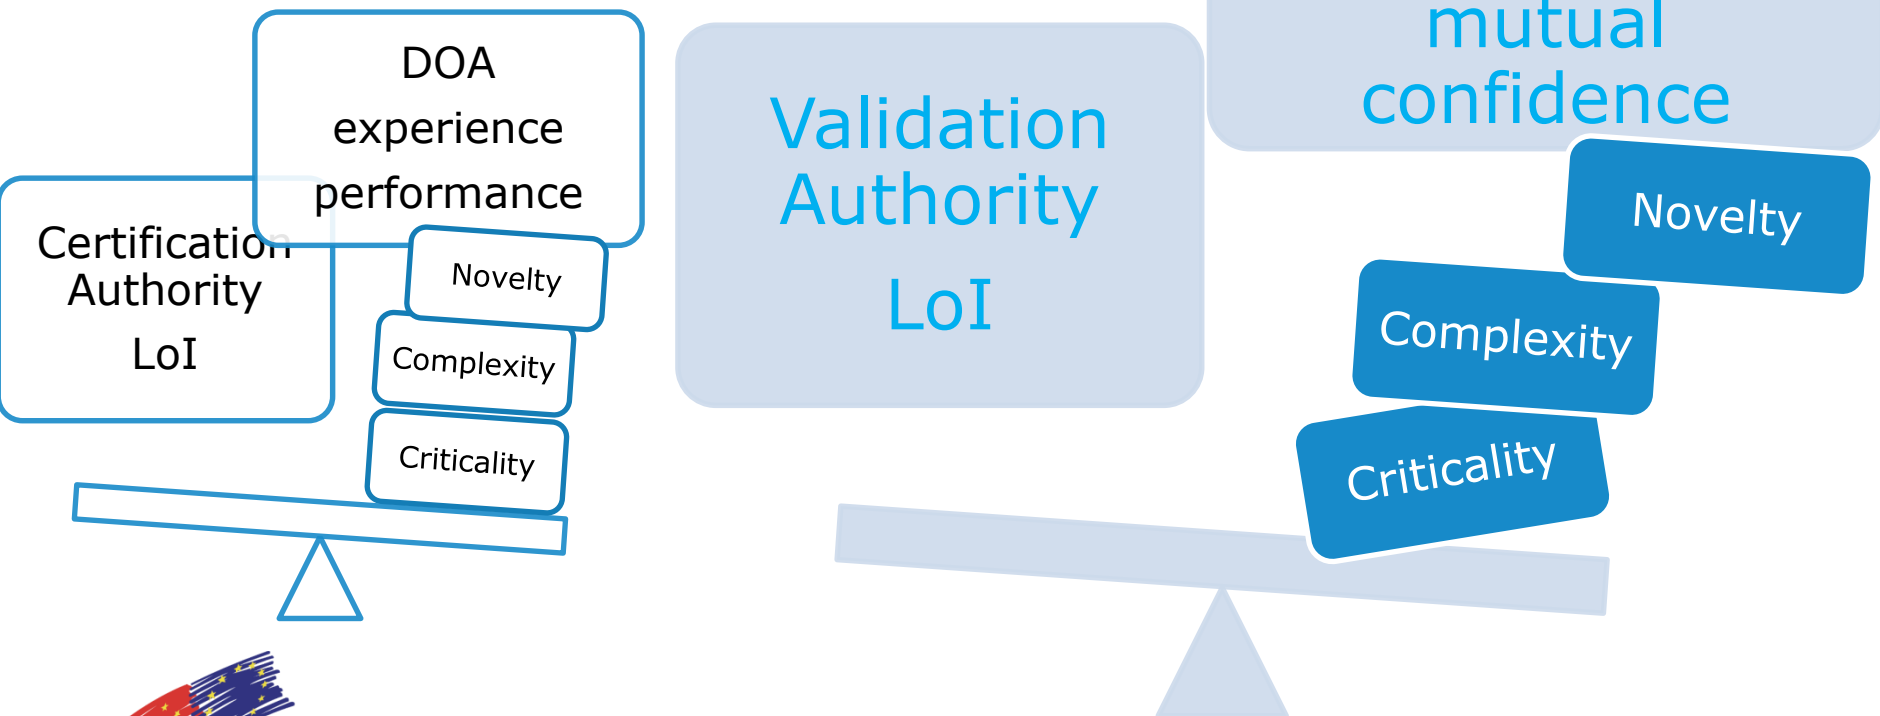 DOA
experience
performance
Certification
Authority
LoI
Novelty
Complexity
Criticality
Validation
Authority
LoI
mutual
confidence
Novelty
Complexity
Criticality